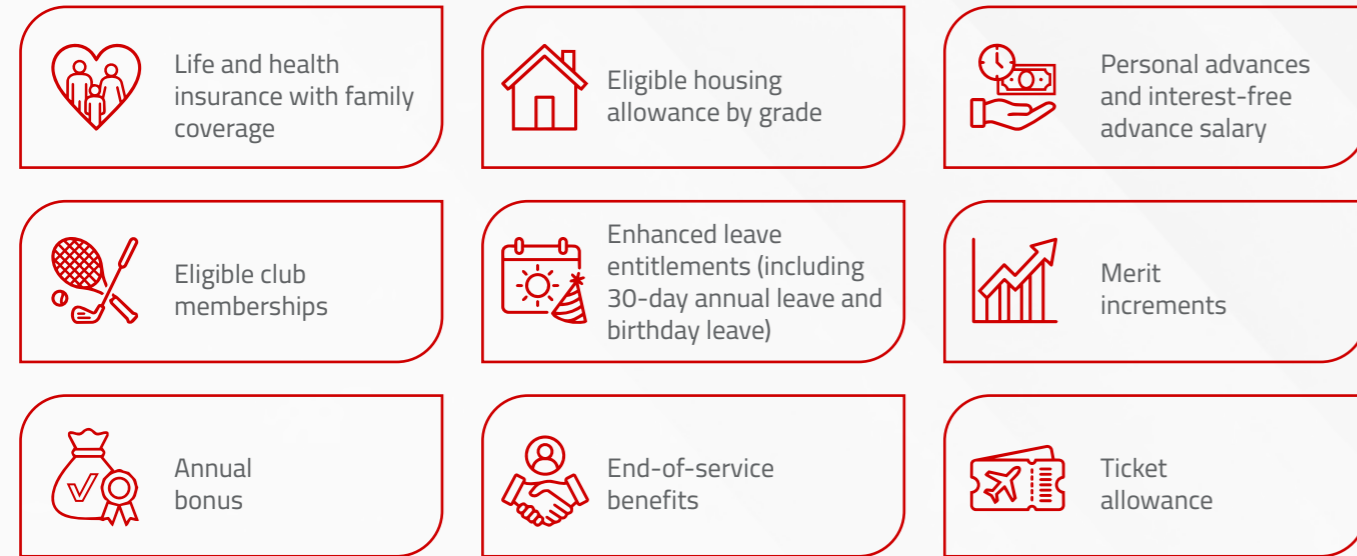 Life and health
insurance with family
coverage
Eligible housing
allowance by grade
Personal advances
and interest-free
advance salary
Eligible club
memberships
Enhanced leave
entitlements (including
30-day annual leave and
birthday leave)
Merit
increments
Annual
bonus
End-of-service
benefits
Ticket
allowance